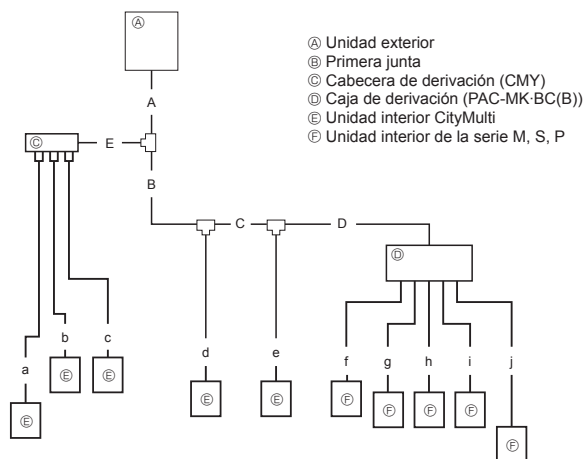 Ⓐ
Ⓐ Unidad exterior
Ⓑ Primera junta
Ⓒ Cabecera de derivación (CMY)
Ⓓ Caja de derivación (PAC-MK·BC(B))
Ⓔ Unidad interior CityMulti
Ⓕ Unidad interior de la serie M, S, P
A
Ⓒ
E
B
C
D
Ⓓ
a
b
c
d
e
f
g
h
i
j
Ⓔ
Ⓔ
Ⓔ
Ⓔ
Ⓔ
Ⓕ
Ⓕ
Ⓕ
Ⓕ
Ⓕ